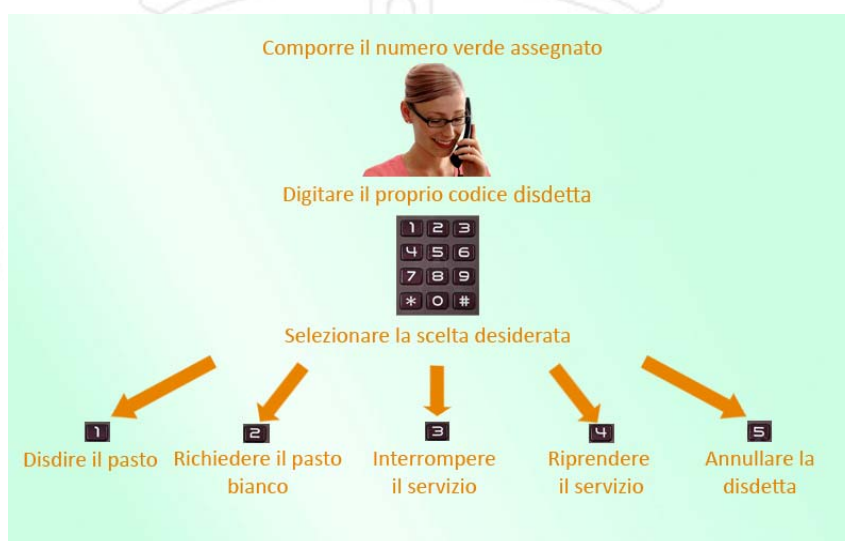 Comporre il numero verde assegnato
Digitare il proprio codice disdetta
1 2 3
4 5 6
7 8 9
* 0 #
Selezionare la scelta desiderata
1
Disdire il pasto
2
Richiedere il pasto
bianco
3
Interrompere
il servizio
4
Riprendere
il servizio
5
Annullare la
disdetta